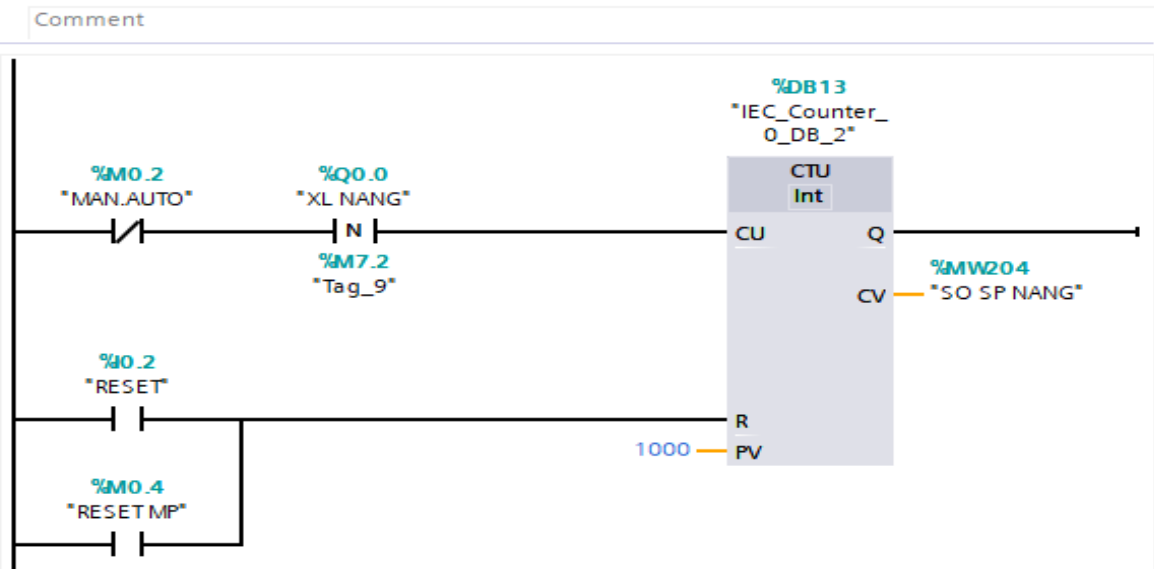 Comment
%DB13
"IEC_Counter_
0_DB_2"
%M0.2
"MAN.AUTO"
%Q0.0
"XL NANG"
CTU
Int
N
CU
Q
%M7.2
"Tag_9"
%MW204
CV
"SO SP NANG"
%I0.2
"RESET"
R
1000
PV
%M0.4
"RESET MP"